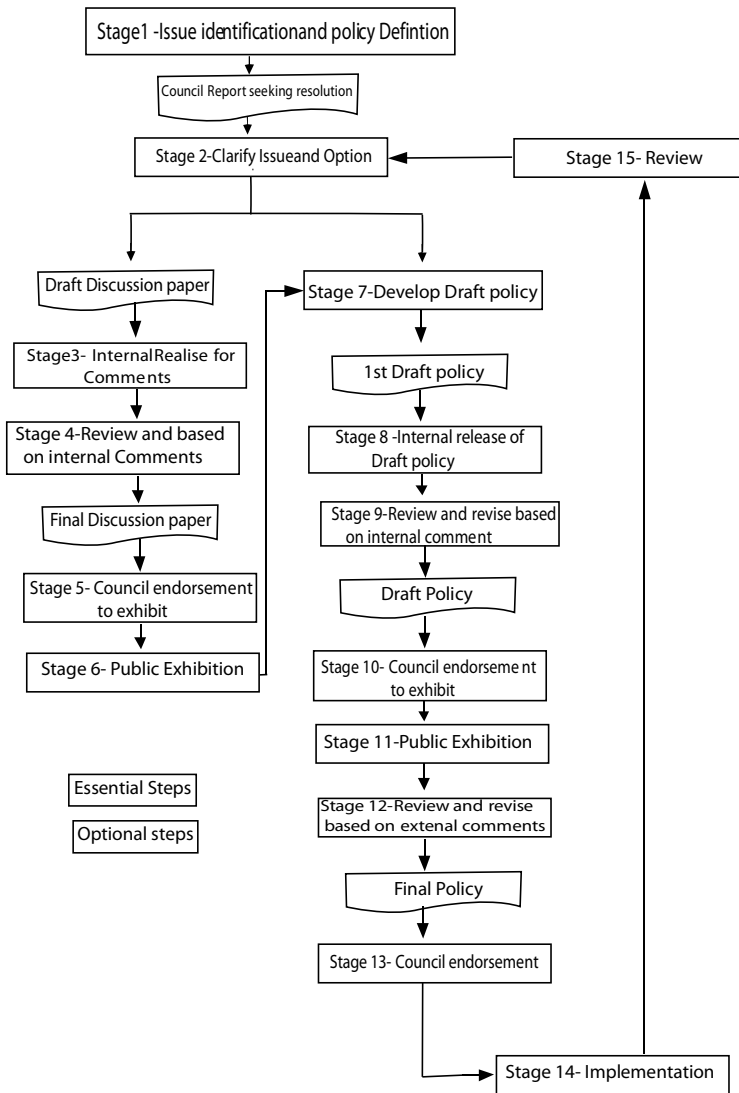 Stage1 -Issue identificationand policy Defintion
Council Report seeking resolution
Stage 2-Clarify Issueand Option
Stage 15- Review
Draft Discussion paper
Stage3- InternalRealise for
Comments
Stage 4-Review and based
on internal Comments
Final Discussion paper
Stage 5- Council endorsement
to exhibit
Stage 6- Public Exhibition
Stage 7-Develop Draft policy
1st Draft policy
Stage 8 -Internal release of
Draft policy
Stage 9-Review and revise based
on internal comment
Draft Policy
Stage 10- Council endorsement
to exhibit
Stage 11-Public Exhibition
Stage 12-Review and revise
based on extenal comments
Final Policy
Stage 13- Council endorsement
Stage 14- Implementation
Essential Steps
Optional steps